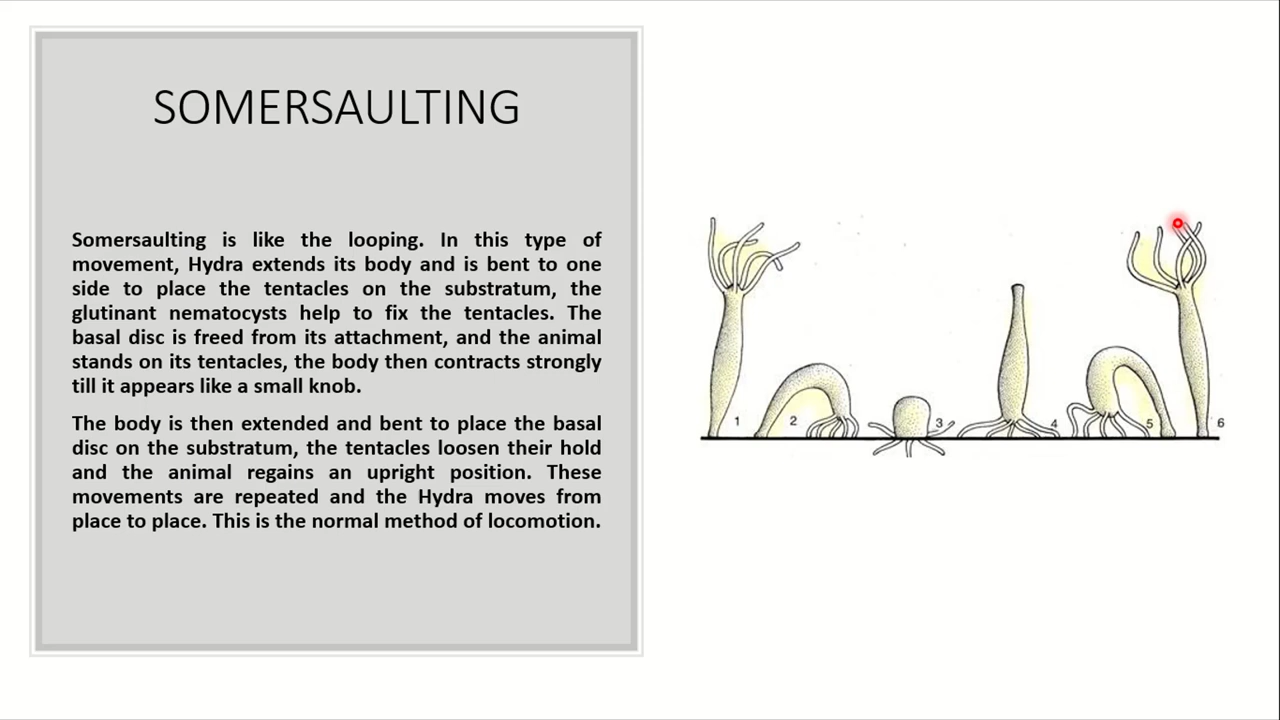 SOMERSAULTING
Somersaulting is like the looping. In this type of
movement, Hydra extends its body and is bent to one
side to place the tentacles on the substratum, the
glutinant nematocysts help to fix the tentacles. The
basal disc is freed from its attachment, and the animal
stands on its tentacles, the body then contracts strongly
till it appears like a small knob.
The body is then extended and bent to place the basal
disc on the substratum, the tentacles loosen their hold
and the animal regains an upright position. These
movements are repeated and the Hydra moves from
place to place. This is the normal method of locomotion.
1 2 3 4 5 6